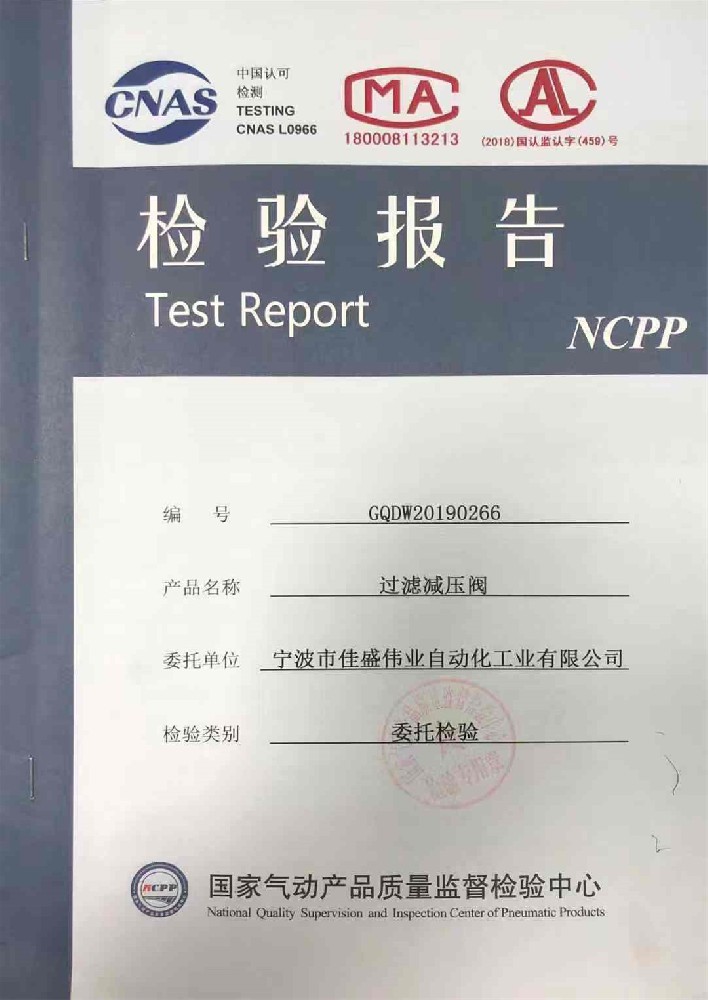 CNAS
中国认可
检测
TESTING
CNAS L0966
MA
180008113213
AL
(2018)国认监认字(459)号
检验报告
Test Report
NCPP
编 号 GQDW20190266
产品名称 过滤减压阀
委托单位 宁波市佳盛伟业自动化工业有限公司
检验类别 委托检验
NCPP
国家气动产品质量监督检验中心
National Quality Supervision and Inspection Center of Pneumatic Products